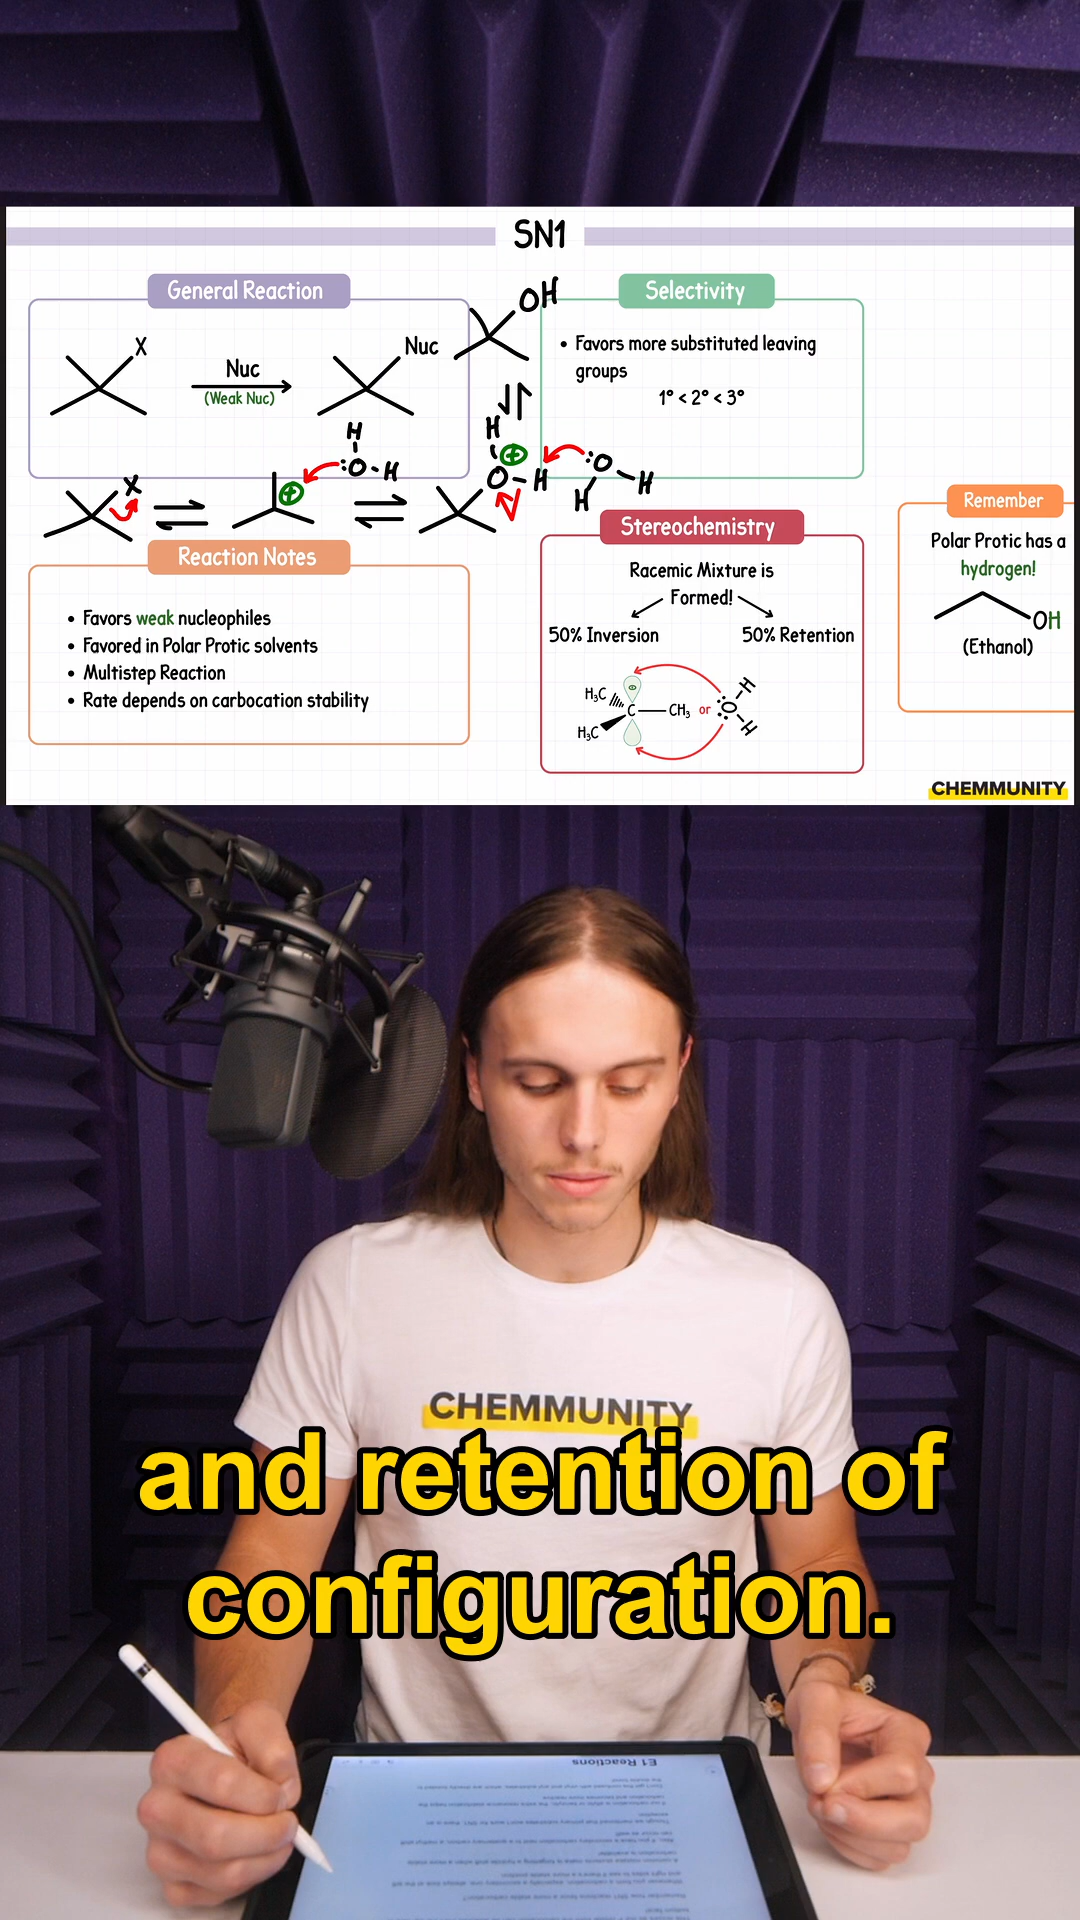 SN1
General Reaction
X
Nuc
(Weak Nuc)
Nuc
OH
Selectivity
• Favors more substituted leaving
groups
1° < 2° < 3°
X
H
:O-H
H
O-H
:O
H
H
Reaction Notes
• Favors weak nucleophiles
• Favored in Polar Protic solvents
• Multistep Reaction
• Rate depends on carbocation stability
Stereochemistry
Racemic Mixture is
Formed!
50% Inversion
50% Retention
H₃C
C
CH₃
or
:O:
H
H
H₃C
Remember
Polar Protic has a
hydrogen!
OH
(Ethanol)
CHEMMUNITY
CHEMMUNITY
and retention of
configuration.
E1 Reactions